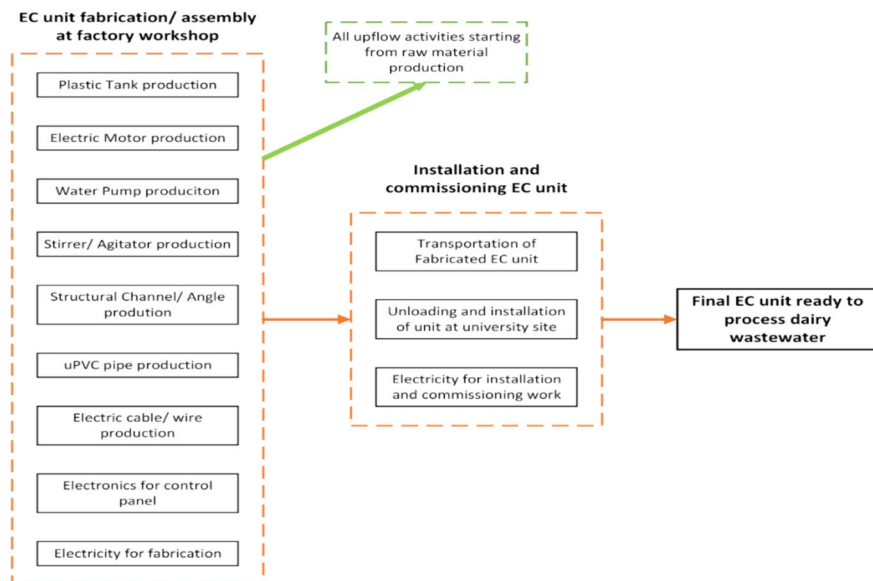 EC unit fabrication/ assembly
at factory workshop
Plastic Tank production
Electric Motor production
Water Pump produciton
Stirrer/ Agitator production
Structural Channel/ Angle
prodution
uPVC pipe production
Electric cable/ wire
production
Electronics for control
panel
Electricity for fabrication
All upflow activities starting
from raw material
production
Installation and
commissioning EC unit
Transportation of
Fabricated EC unit
Unloading and installation
of unit at university site
Electricity for installation
and commissioning work
Final EC unit ready to
process dairy
wastewater